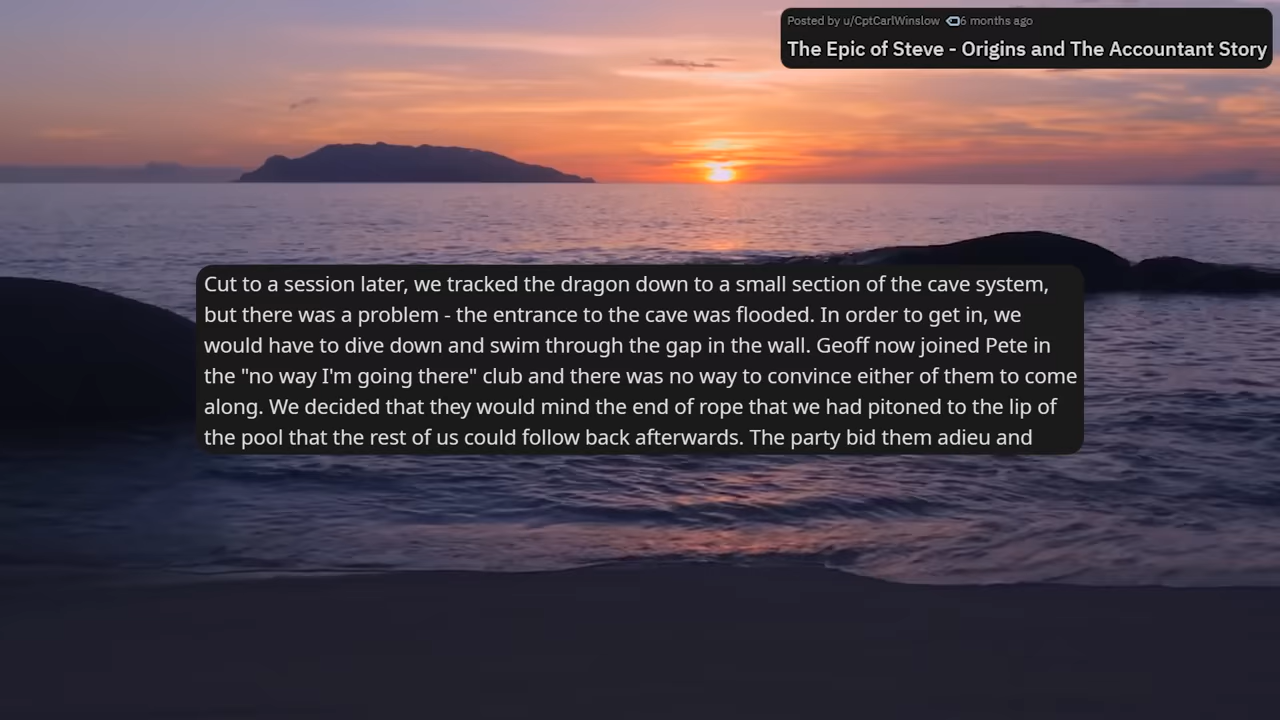 Posted by u/CptCarlWinslow 6 months ago
The Epic of Steve - Origins and The Accountant Story
Cut to a session later, we tracked the dragon down to a small section of the cave system,
but there was a problem - the entrance to the cave was flooded. In order to get in, we
would have to dive down and swim through the gap in the wall. Geoff now joined Pete in
the "no way I'm going there" club and there was no way to convince either of them to come
along. We decided that they would mind the end of rope that we had pitoned to the lip of
the pool that the rest of us could follow back afterwards. The party bid them adieu and